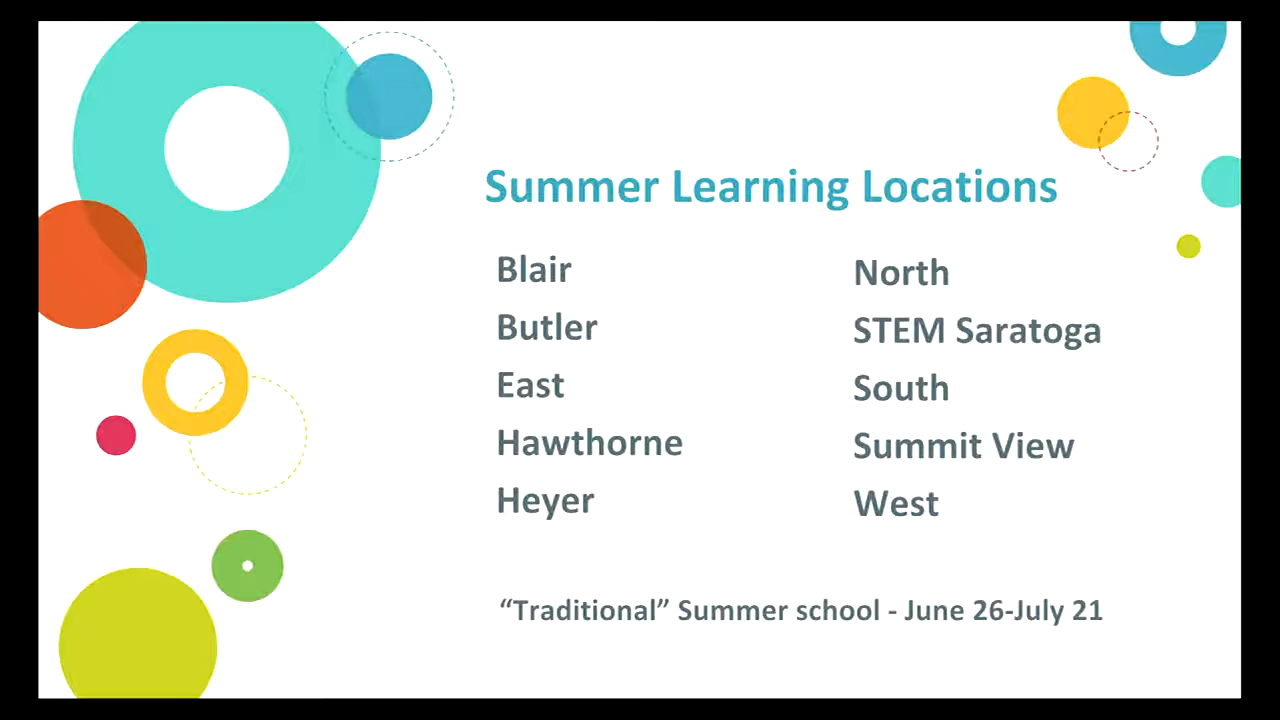 Summer Learning Locations
Blair
Butler
East
Hawthorne
Heyer
North
STEM Saratoga
South
Summit View
West
“Traditional” Summer school - June 26-July 21